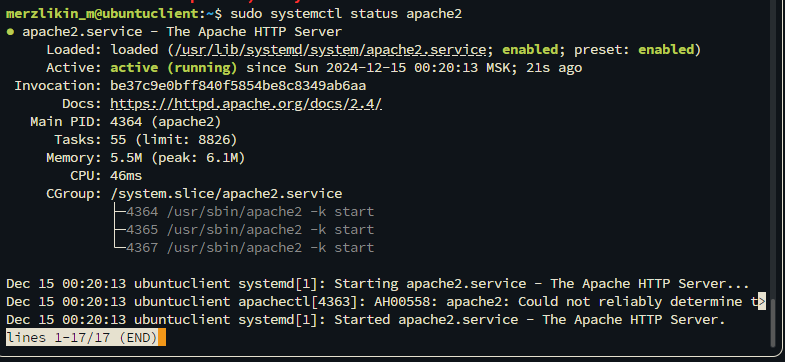 merzlikin_m@ubuntuclient:~$ sudo systemctl status apache2
● apache2.service - The Apache HTTP Server
Loaded: loaded (/usr/lib/systemd/system/apache2.service; enabled; preset: enabled)
Active: active (running) since Sun 2024-12-15 00:20:13 MSK; 21s ago
Invocation: be37c9e0bff840f5854be8c8349ab6aa
Docs: https://httpd.apache.org/docs/2.4/
Main PID: 4364 (apache2)
Tasks: 55 (limit: 8826)
Memory: 5.5M (peak: 6.1M)
CPU: 46ms
CGroup: /system.slice/apache2.service
├─4364 /usr/sbin/apache2 -k start
├─4365 /usr/sbin/apache2 -k start
└─4367 /usr/sbin/apache2 -k start
Dec 15 00:20:13 ubuntuclient systemd[1]: Starting apache2.service - The Apache HTTP Server...
Dec 15 00:20:13 ubuntuclient apachectl[4363]: AH00558: apache2: Could not reliably determine t>
Dec 15 00:20:13 ubuntuclient systemd[1]: Started apache2.service - The Apache HTTP Server.
lines 1-17/17 (END)